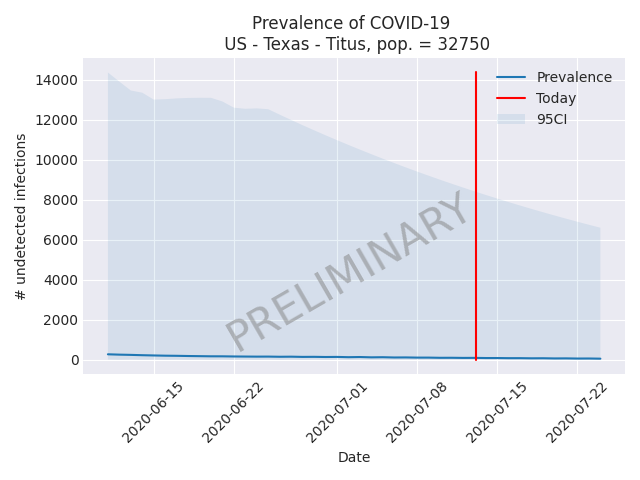 Prevalence of COVID-19
US - Texas - Titus, pop. = 32750
Prevalence
Today
95CI
14000
12000
10000
8000
6000
4000
2000
0
# undetected infections
PRELIMINARY
2020-06-15
2020-06-22
2020-07-01
2020-07-08
2020-07-15
2020-07-22
Date